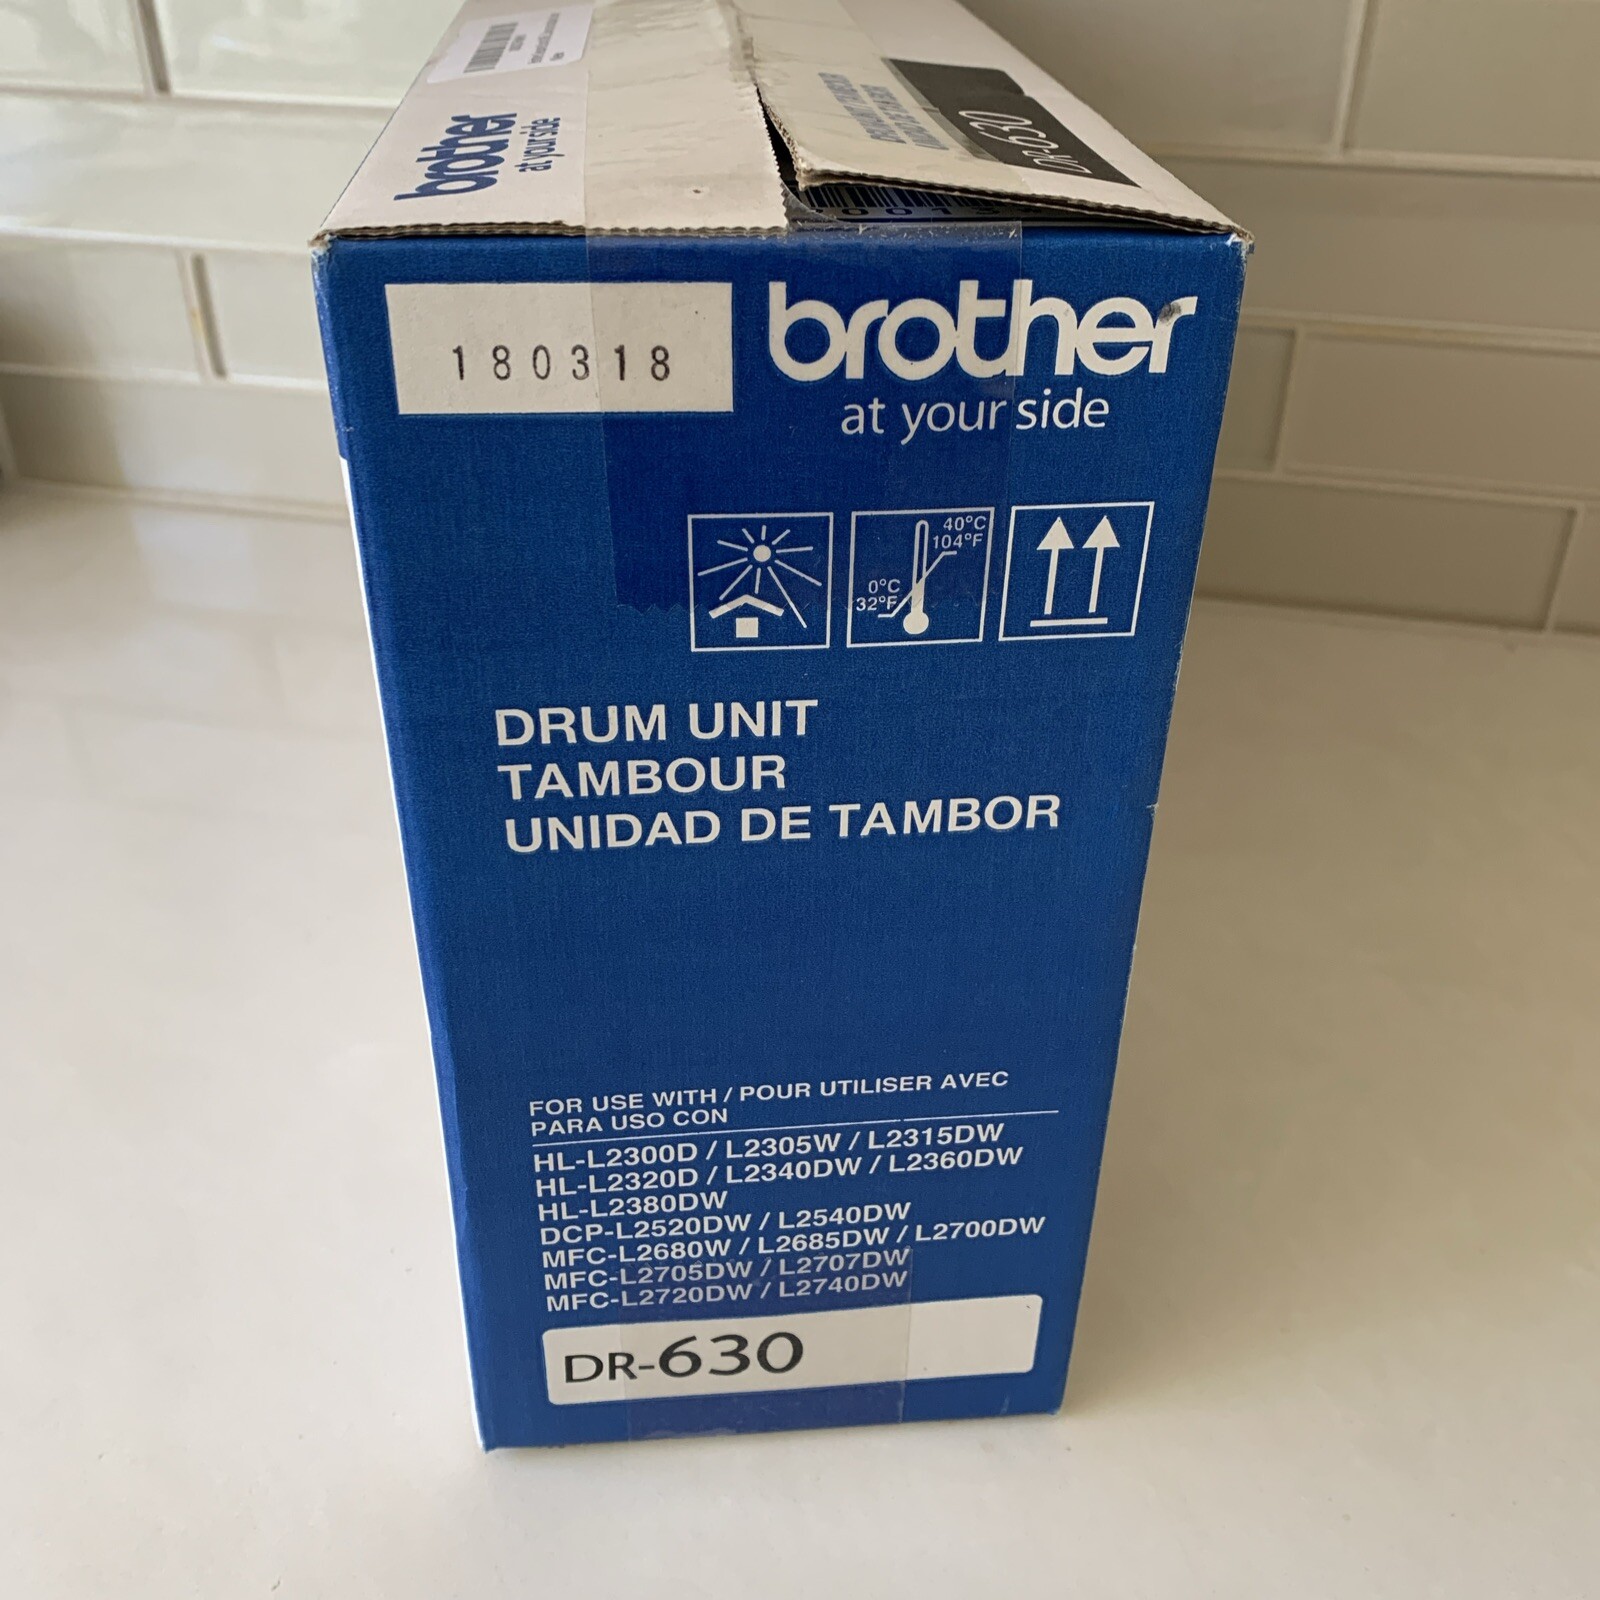 brother
at your side
DR-630
180318
brother
at your side
40°C
104°F
0°C
32°F
DRUM UNIT
TAMBOUR
UNIDAD DE TAMBOR
FOR USE WITH / POUR UTILISER AVEC
PARA USO CON
HL-L2300D / L2305W / L2315DW
HL-L2320D / L2340DW / L2360DW
HL-L2380DW
DCP-L2520DW / L2540DW
MFC-L2680W / L2685DW / L2700DW
MFC-L2705DW / L2707DW
MFC-L2720DW / L2740DW
DR-630